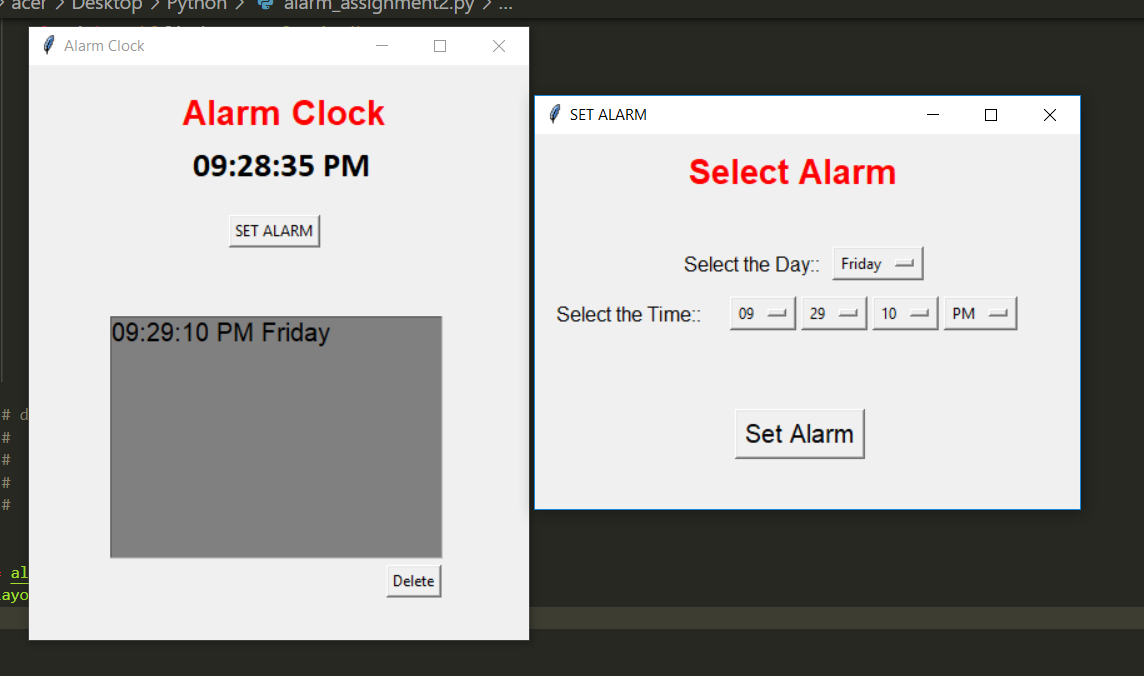 acer > Desktop > Python > alarm_assignment2.py > ...
Alarm Clock
Alarm Clock
09:28:35 PM
SET ALARM
09:29:10 PM Friday
Delete
SET ALARM
Select Alarm
Select the Day:: Friday
Select the Time:: 09 29 10 PM
Set Alarm
# d
#
#
#
#
= al
layo